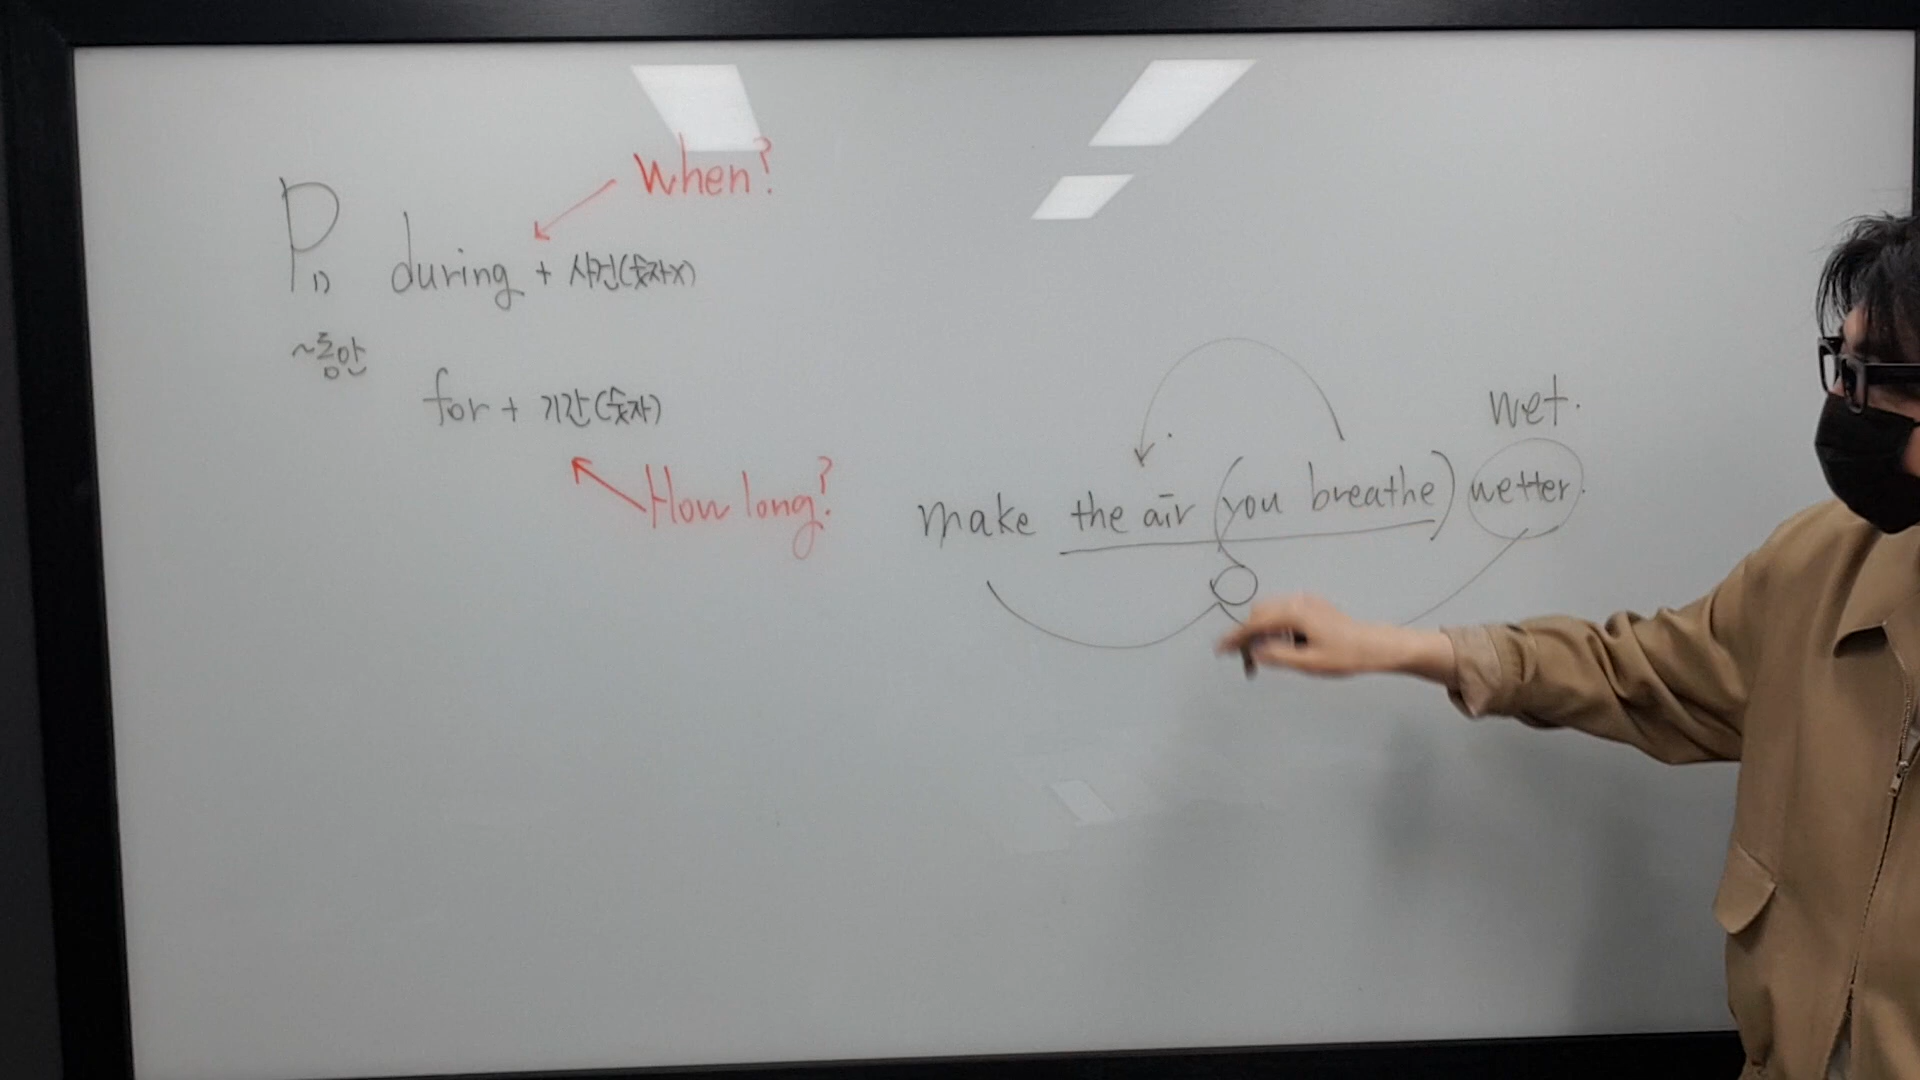 When?
P. 1) during + 사건(숫자x)
~동안
for + 기간(숫자)
How long?
wet.
make the air (you breathe) wetter.